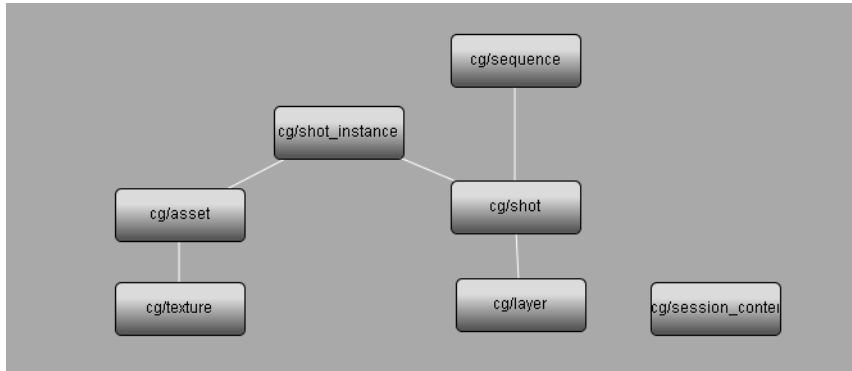 cg/sequence
cg/shot_instance
cg/asset
cg/shot
cg/texture
cg/layer
cg/session_conter